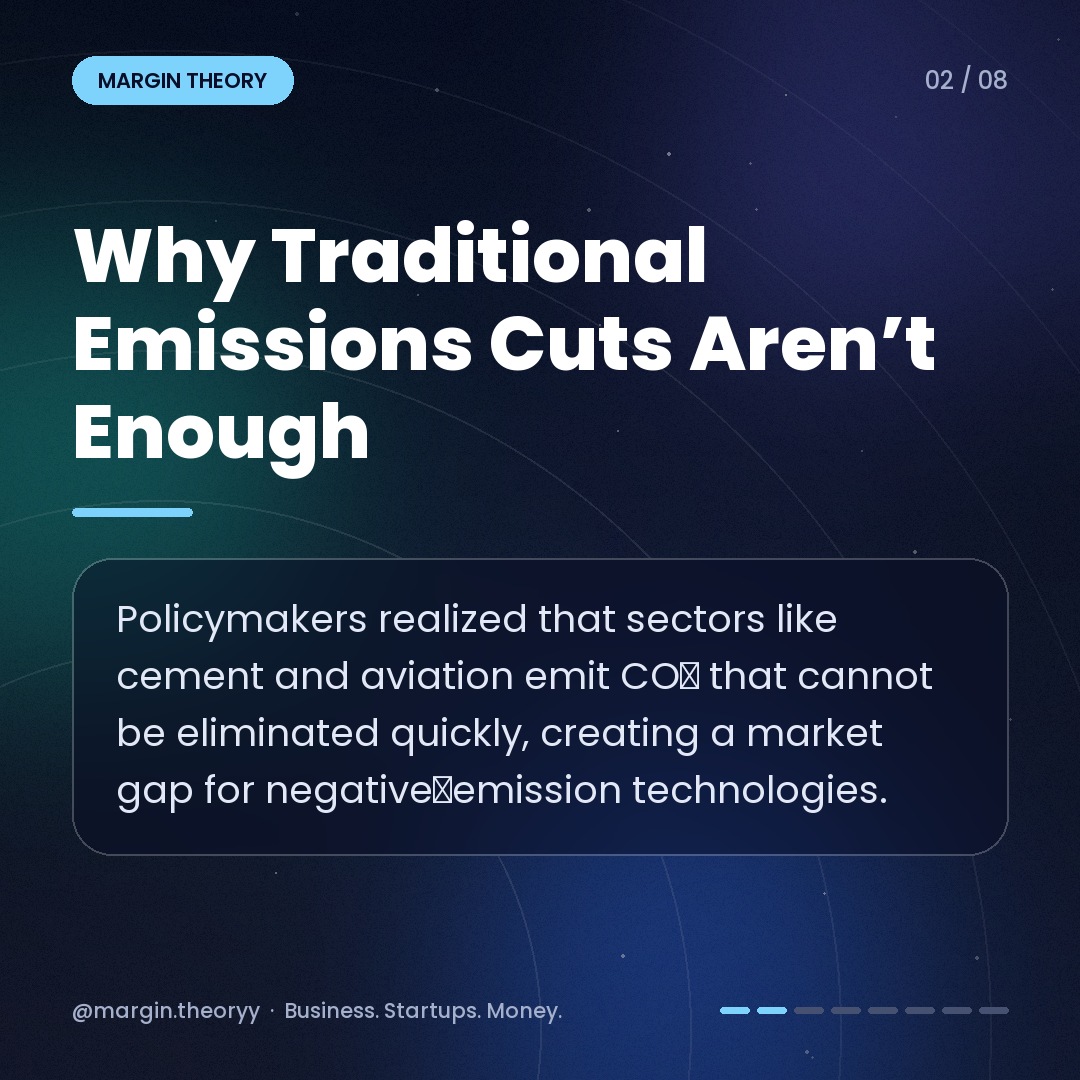 MARGIN THEORY
02 / 08
Why Traditional
Emissions Cuts Aren’t
Enough
Policymakers realized that sectors like
cement and aviation emit CO☒ that cannot
be eliminated quickly, creating a market
gap for negative☒emission technologies.
@margin.theoryy · Business. Startups. Money.